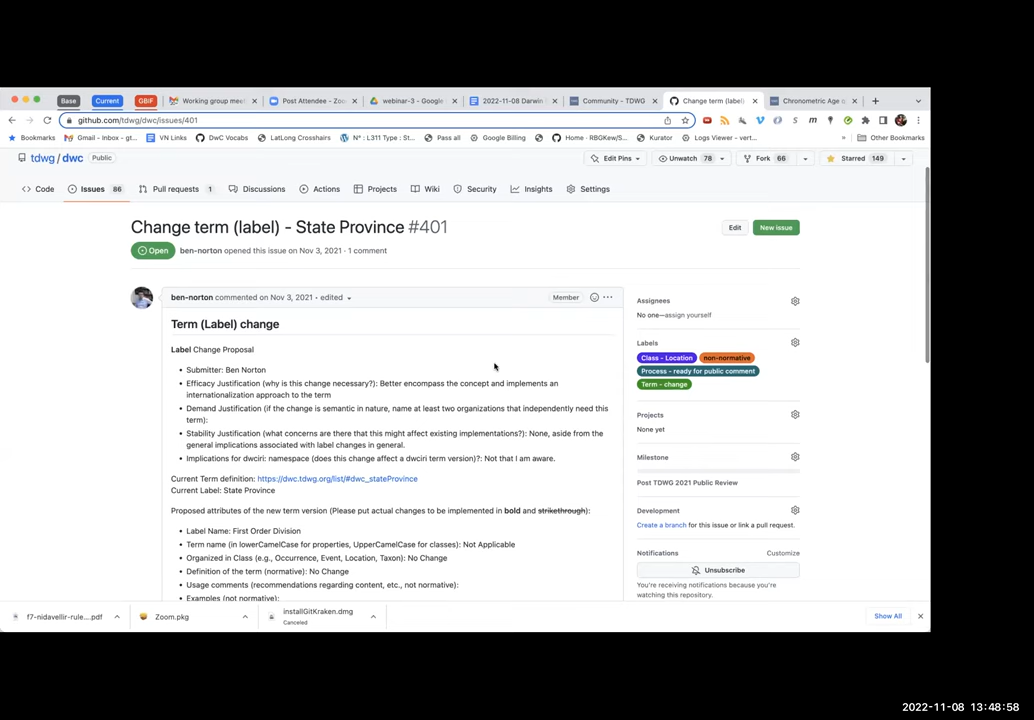 Base Current GBIF Working group mee Post Attendee - Zoo webinar-3 - Google 2022-11-08 Darwin Community - TDWG Change term (label) Chronometric Age
github.com/tdwg/dwc/issues/401
Bookmarks Gmail - Inbox - gt... VN Links DwC Vocabs LatLong Crosshairs N° : L311 Type : St... Pass all Google Billing Home - RBGKew/S... Kurator Logs Viewer - vert... » Other Bookmarks
tdwg / dwc Public Edit Pins Unwatch 78 Fork 66 Starred 149
Code Issues 86 Pull requests 1 Discussions Actions Projects Wiki Security Insights Settings
Change term (label) - State Province #401 Edit New issue
Open ben-norton opened this issue on Nov 3, 2021 · 1 comment
ben-norton commented on Nov 3, 2021 • edited Member
Term (Label) change
Label Change Proposal
• Submitter: Ben Norton
• Efficacy Justification (why is this change necessary?): Better encompass the concept and implements an
internationalization approach to the term
• Demand Justification (if the change is semantic in nature, name at least two organizations that independently need this
term):
• Stability Justification (what concerns are there that this might affect existing implementations?): None, aside from the
general implications associated with label changes in general.
• Implications for dwciri: namespace (does this change affect a dwciri term version)?: Not that I am aware.
Current Term definition: https://dwc.tdwg.org/list/#dwc_stateProvince
Current Label: State Province
Proposed attributes of the new term version (Please put actual changes to be implemented in bold and strikethrough):
• Label Name: First Order Division
• Term name (in lowerCamelCase for properties, UpperCamelCase for classes): Not Applicable
• Organized in Class (e.g., Occurrence, Event, Location, Taxon): No Change
• Definition of the term (normative): No Change
• Usage comments (recommendations regarding content, etc., not normative):
• Examples (not normative):
Assignees
No one—assign yourself
Labels
Class - Location non-normative
Process - ready for public comment
Term - change
Projects
None yet
Milestone
Post TDWG 2021 Public Review
Development
Create a branch for this issue or link a pull request.
Notifications Customize
Unsubscribe
You're receiving notifications because you're
watching this repository.
f7-nidavellir-rule....pdf Zoom.pkg installGitKraken.dmg Show All
Canceled
2022-11-08 13:48:58